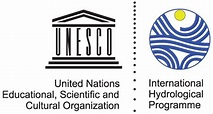 UNESCO
United Nations
Educational, Scientific and
Cultural Organization
International
Hydrological
Programme